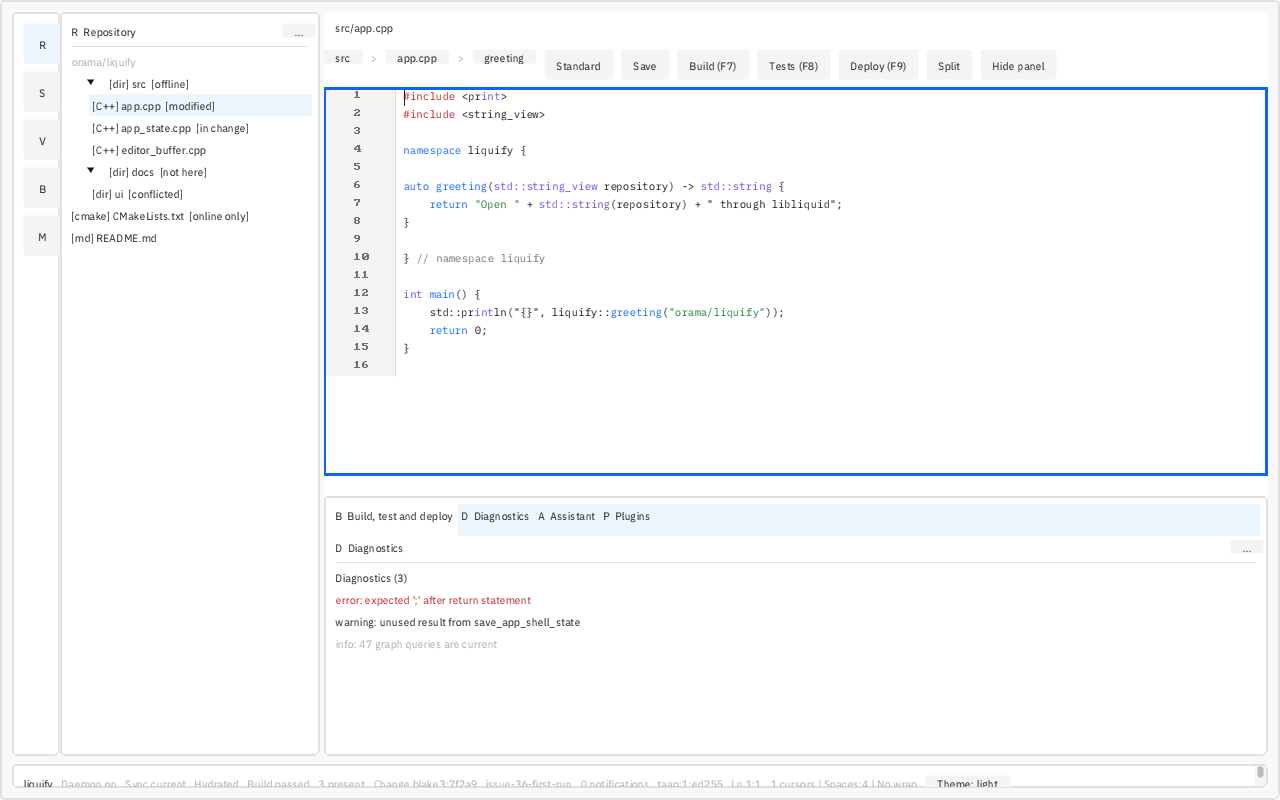 R
S
V
B
M
R Repository ...
orama/liquify
[dir] src [offline]
[C++] app.cpp [modified]
[C++] app_state.cpp [in change]
[C++] editor_buffer.cpp
[dir] docs [not here]
[dir] ui [conflicted]
[cmake] CMakeLists.txt [online only]
[md] README.md
src/app.cpp
src > app.cpp > greeting Standard Save Build (F7) Tests (F8) Deploy (F9) Split Hide panel
1 #include <print>
2 #include <string_view>
3
4 namespace liquify {
5
6 auto greeting(std::string_view repository) -> std::string {
7 return "Open " + std::string(repository) + " through libliquid";
8 }
9
10 } // namespace liquify
11
12 int main() {
13 std::println("{}", liquify::greeting("orama/liquify"));
14 return 0;
15 }
16
B Build, test and deploy D Diagnostics A Assistant P Plugins
D Diagnostics ...
Diagnostics (3)
error: expected ';' after return statement
warning: unused result from save_app_shell_state
info: 47 graph queries are current
liquify Daemon on Sync current Hydrated Build passed 3 present Change blake3:7f2a9 issue-36-first-run 0 notifications taap:1:ed255 Ln 1:1 1 cursors | Spaces:4 | No wrap Theme: light